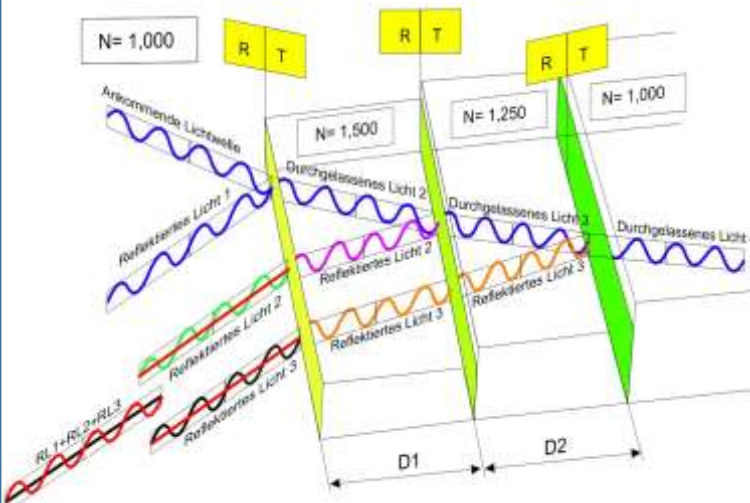 N= 1,000
R T
R T
R T
N= 1,500
N= 1,250
N= 1,000
Ankommende Lichtwelle
Durchgelassenes Licht 2
Durchgelassenes Licht 3
Durchgelassenes Licht
Reflektiertes Licht 1
Reflektiertes Licht 2
Reflektiertes Licht 3
Reflektiertes Licht 2
Reflektiertes Licht 3
Reflektiertes Licht 3
RL1+RL2+RL3
D1
D2